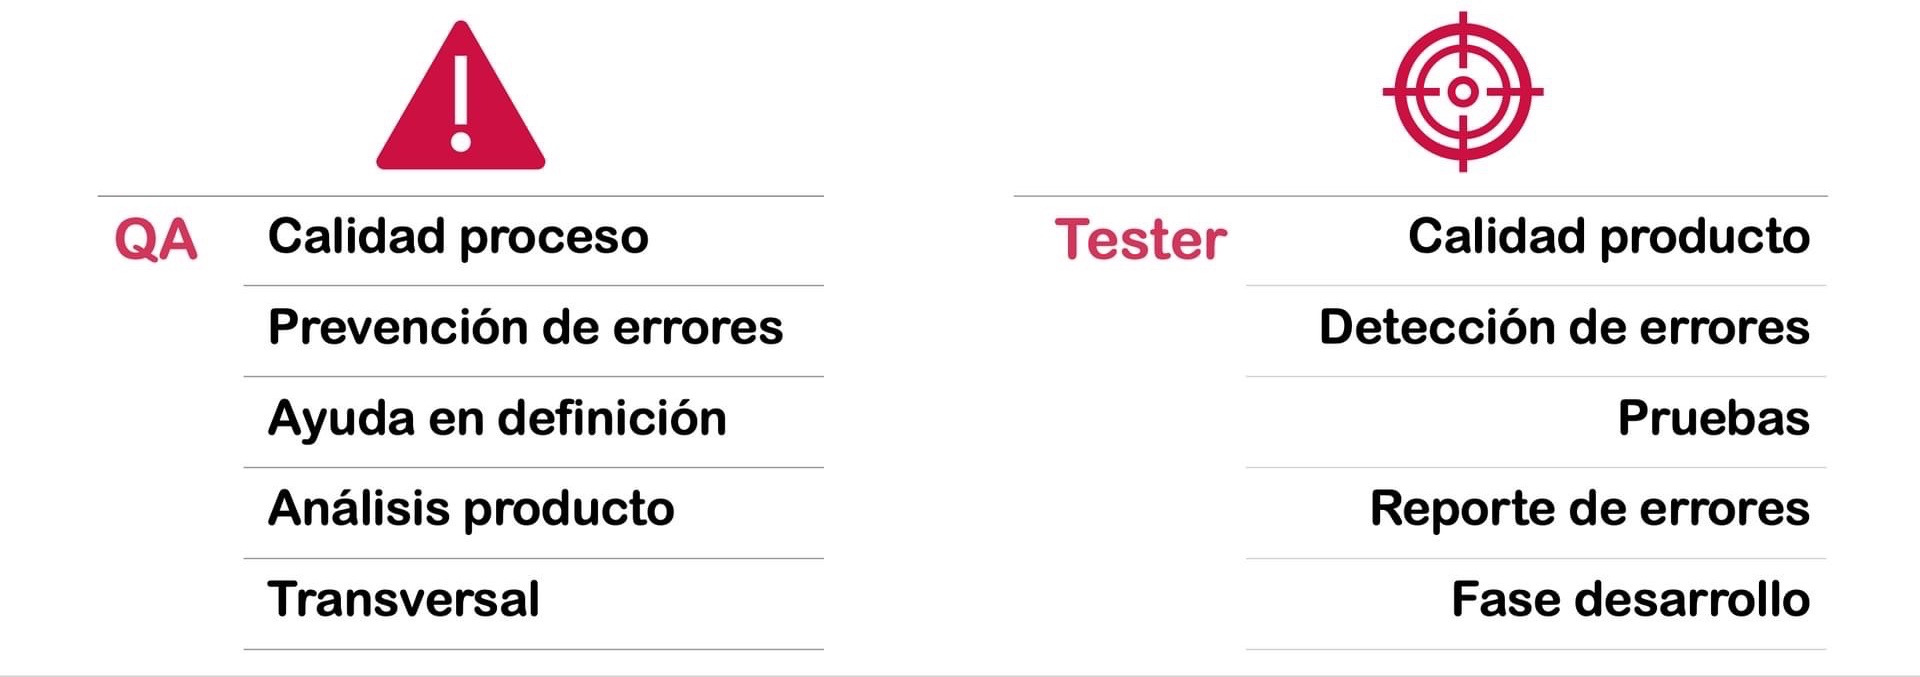 QA
Calidad proceso
Prevención de errores
Ayuda en definición
Análisis producto
Transversal
Tester
Calidad producto
Detección de errores
Pruebas
Reporte de errores
Fase desarrollo